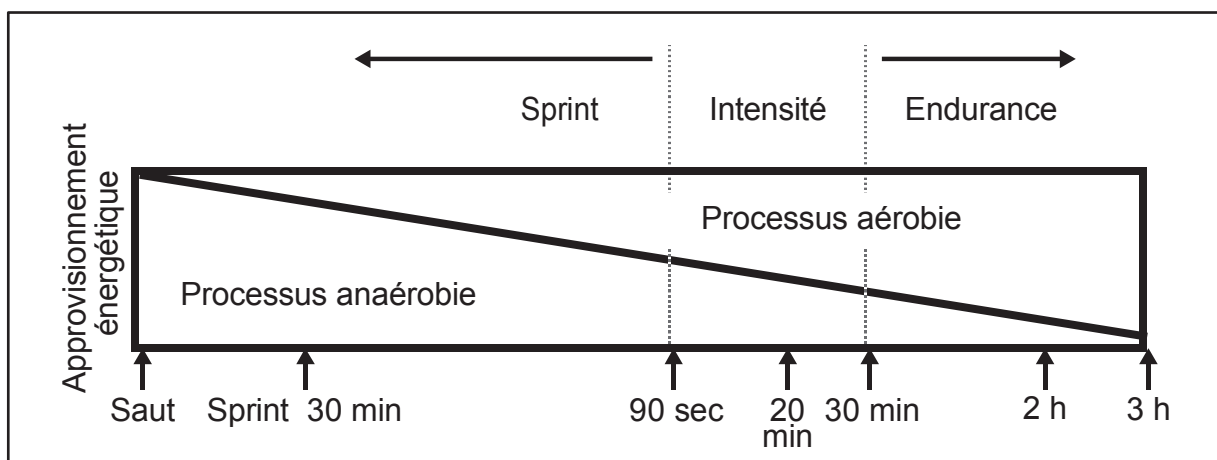 Sprint Intensité Endurance
Approvisionnement
énergétique
Processus aérobie
Processus anaérobie
Saut Sprint 30 min 90 sec 20 min 30 min 2 h 3 h